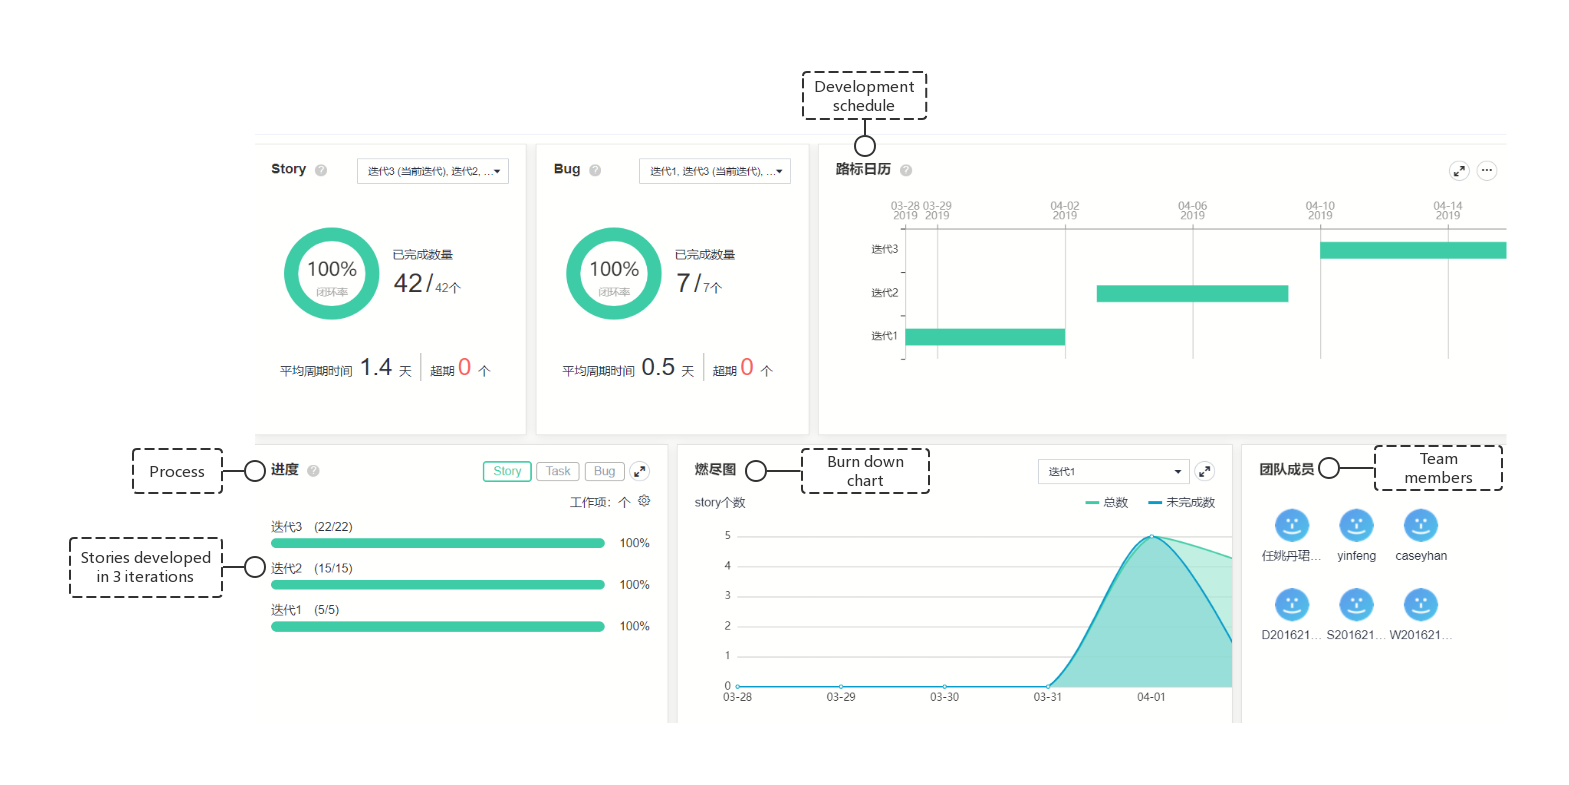 Development
schedule
Story ?
迭代3 (当前迭代), 迭代2, ...
100%
闭环率
已完成数量
42/42个
平均周期时间 1.4 天 超期 0 个
Bug ?
迭代1, 迭代3 (当前迭代), ...
100%
闭环率
已完成数量
7/7个
平均周期时间 0.5 天 超期 0 个
路标日历 ?
03-28 03-29 04-02 04-06 04-10 04-14
2019 2019 2019 2019 2019 2019
迭代3
迭代2
迭代1
Process
进度 ?
Story Task Bug
工作项: 个
Stories developed
in 3 iterations
迭代3 (22/22)
100%
迭代2 (15/15)
100%
迭代1 (5/5)
100%
燃尽图
Burn down
chart
迭代1
story个数
总数 未完成数
5
4
3
2
1
0
03-28 03-29 03-30 03-31 04-01
团队成员
Team
members
任姚丹珺... yinfeng caseyhan
D201621... S201621... W201621...